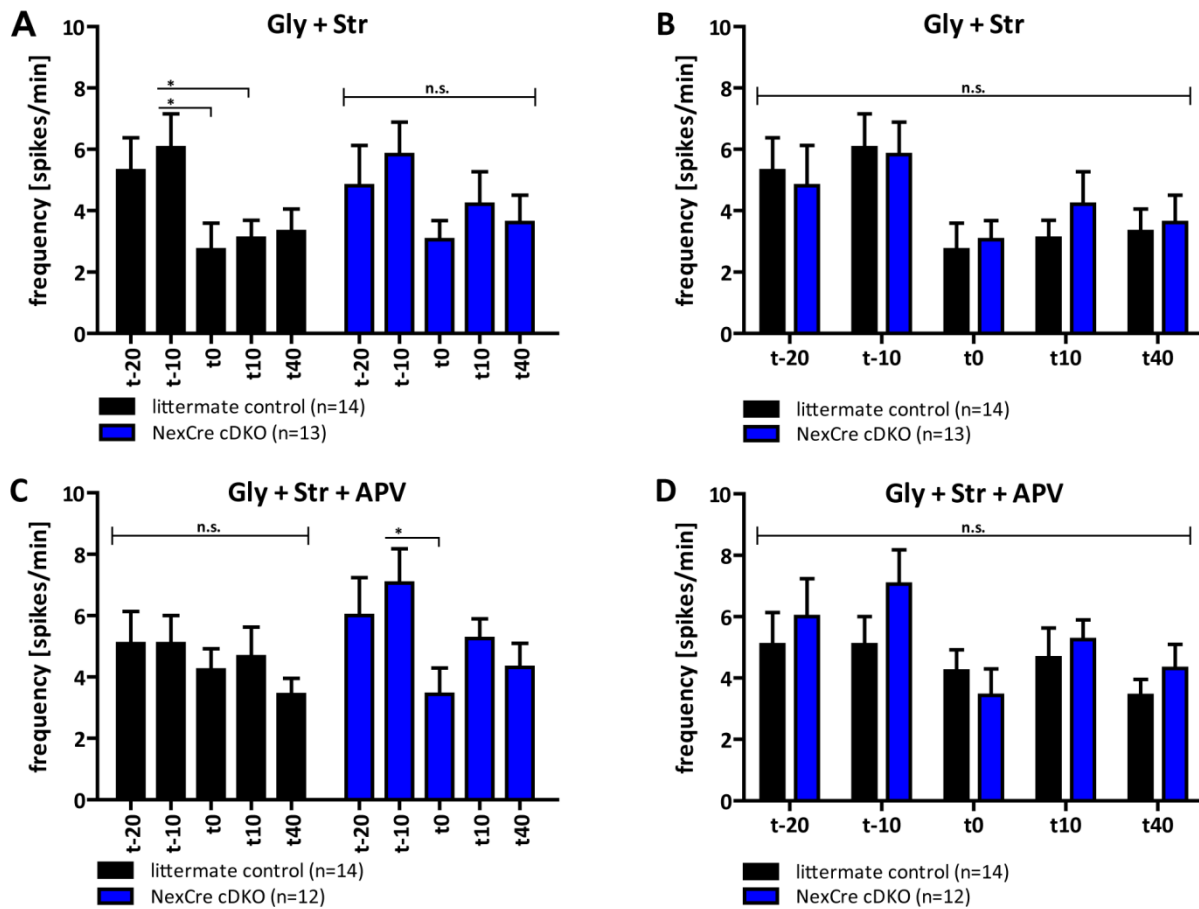 A
Gly + Str
frequency [spikes/min]
10
8
6
4
2
0
*
*
n.s.
t-20
t-10
t0
t10
t40
t-20
t-10
t0
t10
t40
littermate control (n=14)
NexCre cDKO (n=13)
B
Gly + Str
frequency [spikes/min]
10
8
6
4
2
0
n.s.
t-20
t-10
t0
t10
t40
littermate control (n=14)
NexCre cDKO (n=13)
C
Gly + Str + APV
frequency [spikes/min]
10
8
6
4
2
0
n.s.
*
t-20
t-10
t0
t10
t40
t-20
t-10
t0
t10
t40
littermate control (n=14)
NexCre cDKO (n=12)
D
Gly + Str + APV
frequency [spikes/min]
10
8
6
4
2
0
n.s.
t-20
t-10
t0
t10
t40
littermate control (n=14)
NexCre cDKO (n=12)